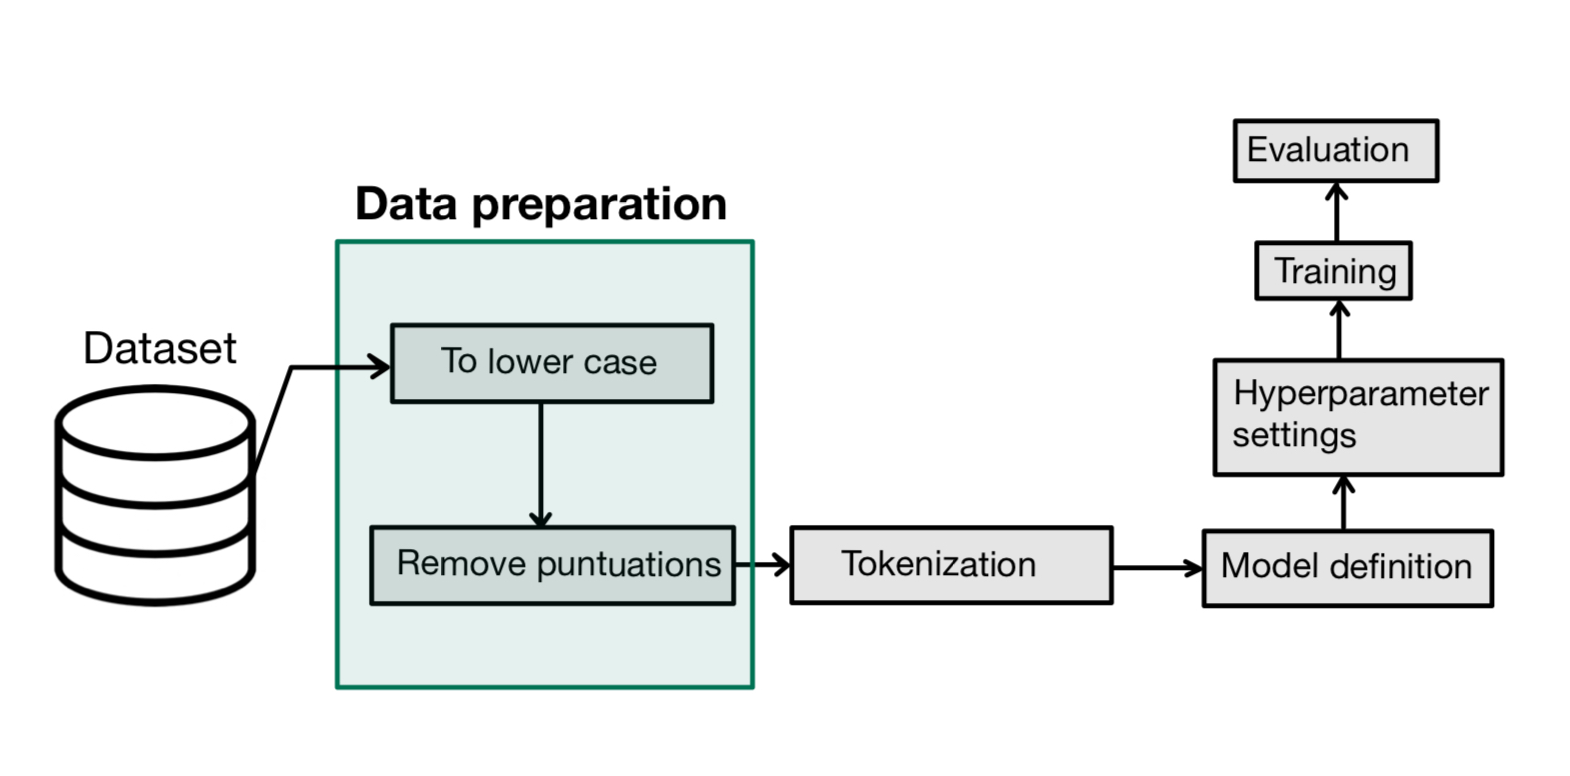 Dataset
Data preparation
To lower case
Remove puntuations
Tokenization
Model definition
Hyperparameter
settings
Training
Evaluation